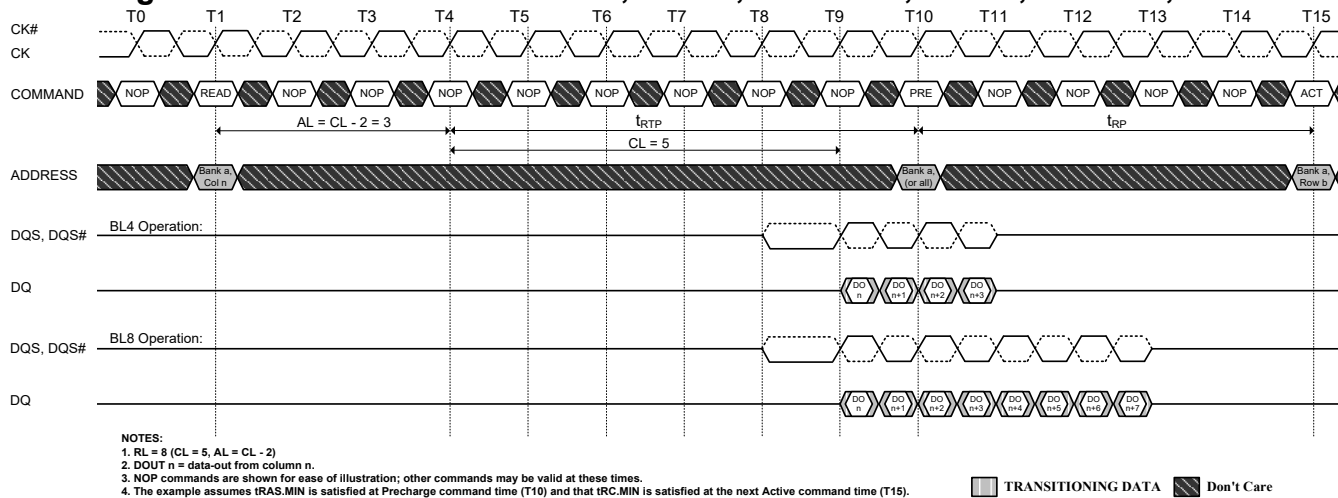 T0 T1 T2 T3 T4 T5 T6 T7 T8 T9 T10 T11 T12 T13 T14 T15
CK#
CK
COMMAND NOP READ NOP NOP NOP NOP NOP NOP NOP NOP PRE NOP NOP NOP NOP ACT
AL = CL - 2 = 3 tRTP tRP
CL = 5
ADDRESS Bank a, Col n Bank a, (or all) Bank a, Row b
BL4 Operation:
DQS, DQS#
DQ DO n DO n+1 DO n+2 DO n+3
BL8 Operation:
DQS, DQS#
DQ DO n DO n+1 DO n+2 DO n+3 DO n+4 DO n+5 DO n+6 DO n+7
NOTES:
1. RL = 8 (CL = 5, AL = CL - 2)
2. DOUT n = data-out from column n.
3. NOP commands are shown for ease of illustration; other commands may be valid at these times.
4. The example assumes tRAS.MIN is satisfied at Precharge command time (T10) and that tRC.MIN is satisfied at the next Active command time (T15).
TRANSITIONING DATA Don't Care